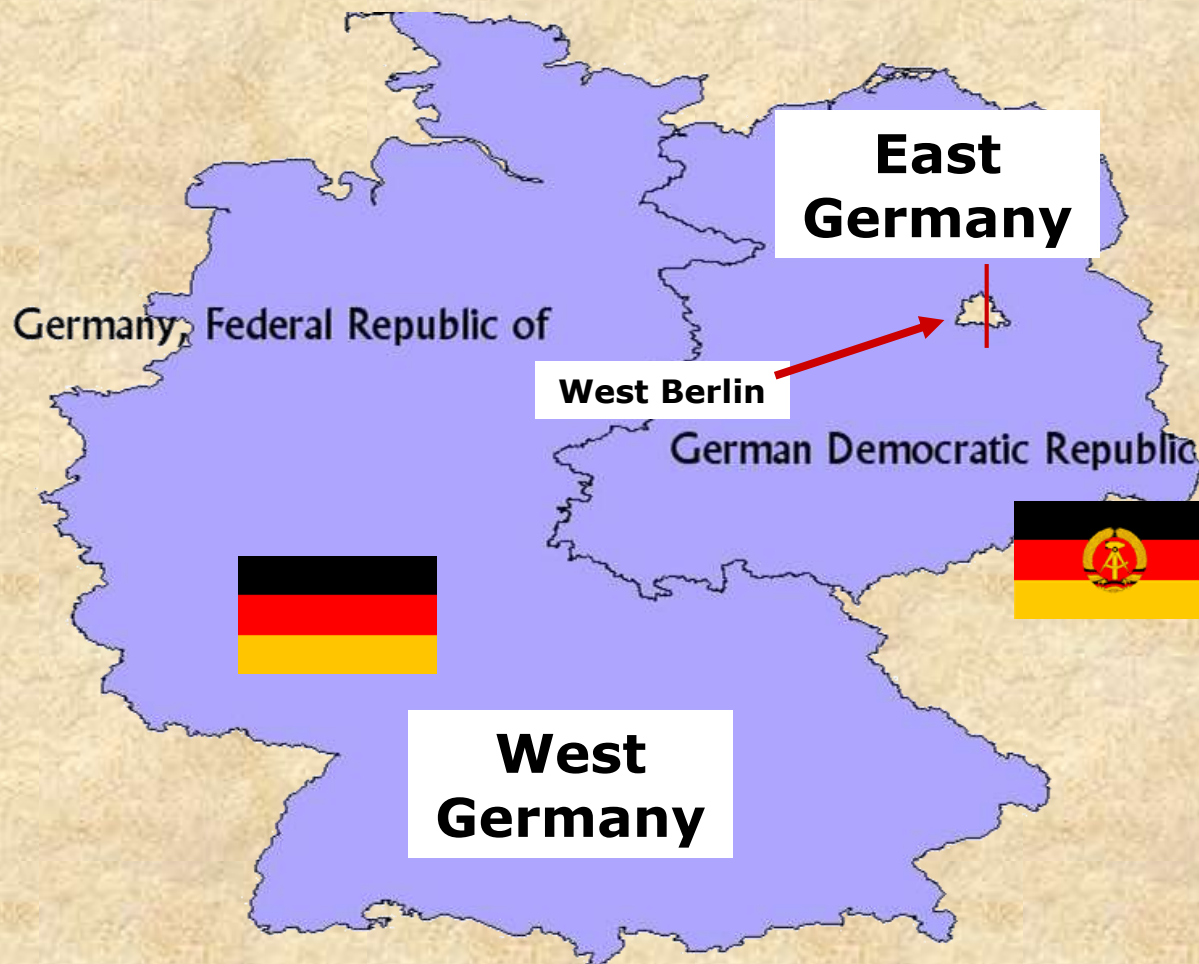 East
Germany
Germany, Federal Republic of
West Berlin
German Democratic Republic
West
Germany